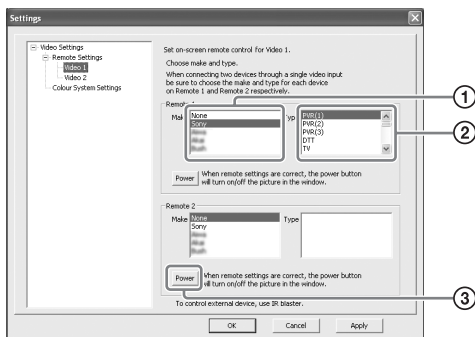 Settings
Video Settings
Remote Settings
Video 1
Video 2
Colour System Settings
Set on-screen remote control for Video 1.
Choose make and type.
When connecting two devices through a single video input
be sure to choose the make and type for each device
on Remote 1 and Remote 2 respectively.
Remote
Make
None
Sony
Typ
PVR(1)
PVR(2)
PVR(3)
DTT
TV
Power
When remote settings are correct, the power button
will turn on/off the picture in the window.
Remote 2
Make
None
Sony
Type
Power
When remote settings are correct, the power button
will turn on/off the picture in the window.
To control external device, use IR blaster.
OK
Cancel
Apply
1
2
3